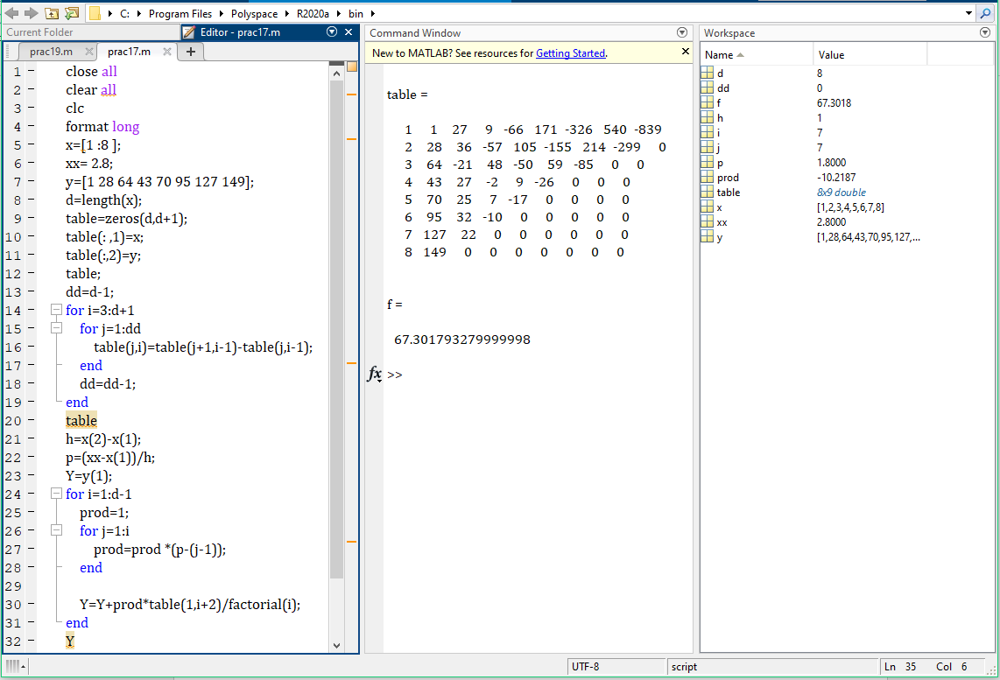 C: Program Files Polyspace R2020a bin
Current Folder
Editor - prac17.m
prac19.m
prac17.m
+
1 - close all
2 - clear all
3 - clc
4 - format long
5 - x=[1 :8 ];
6 - xx= 2.8;
7 - y=[1 28 64 43 70 95 127 149];
8 - d=length(x);
9 - table=zeros(d,d+1);
10 - table(: ,1)=x;
11 - table(:,2)=y;
12 - table;
13 - dd=d-1;
14 - for i=3:d+1
15 - for j=1:dd
16 - table(j,i)=table(j+1,i-1)-table(j,i-1);
17 - end
18 - dd=dd-1;
19 - end
20 - table
21 - h=x(2)-x(1);
22 - p=(xx-x(1))/h;
23 - Y=y(1);
24 - for i=1:d-1
25 - prod=1;
26 - for j=1:i
27 - prod=prod *(p-(j-1));
28 - end
29
30 - Y=Y+prod*table(1,i+2)/factorial(i);
31 - end
32 - Y
Command Window
New to MATLAB? See resources for Getting Started.
table =
1 1 27 9 -66 171 -326 540 -839
2 28 36 -57 105 -155 214 -299 0
3 64 -21 48 -50 59 -85 0 0
4 43 27 -2 9 -26 0 0 0
5 70 25 7 -17 0 0 0 0
6 95 32 -10 0 0 0 0 0
7 127 22 0 0 0 0 0 0
8 149 0 0 0 0 0 0 0
f =
67.301793279999998
fx >>
Workspace
Name Value
d 8
dd 0
f 67.3018
h 1
i 7
j 7
p 1.8000
prod -10.2187
table 8x9 double
x [1,2,3,4,5,6,7,8]
xx 2.8000
y [1,28,64,43,70,95,127,...
UTF-8
script
Ln 35 Col 6